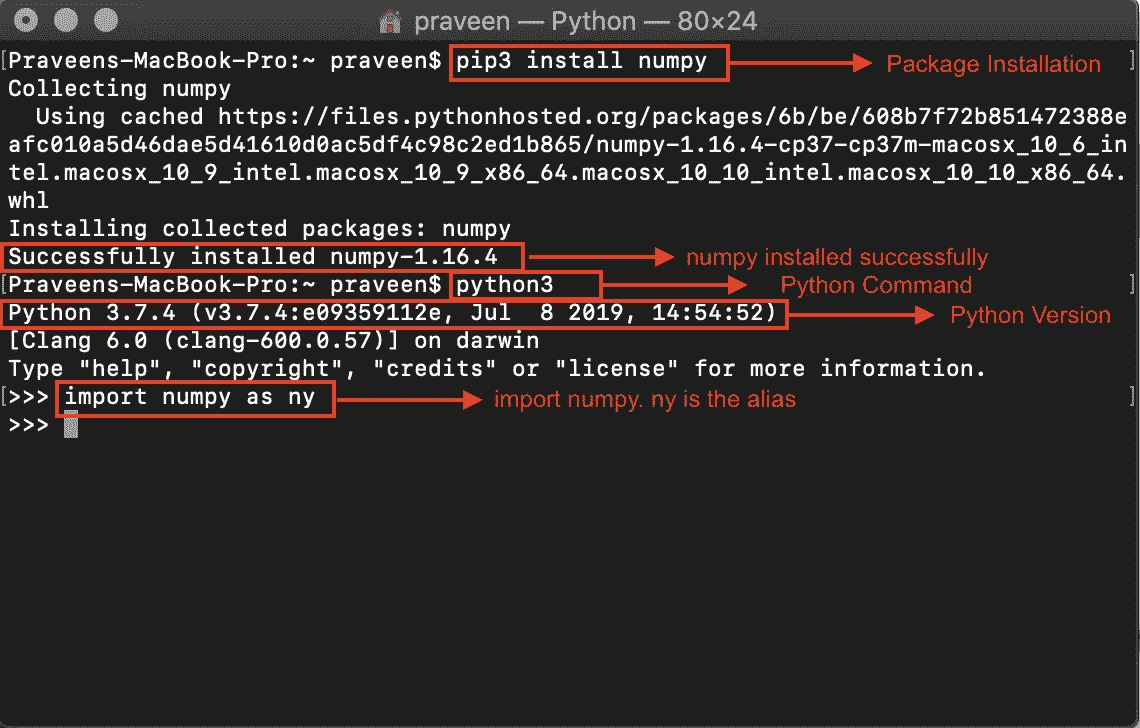 praveen — Python — 80×24
[Praveens-MacBook-Pro:~ praveen$ pip3 install numpy ] Package Installation
Collecting numpy
Using cached https://files.pythonhosted.org/packages/6b/be/608b7f72b851472388e
afc010a5d46dae5d41610d0ac5df4c98c2ed1b865/numpy-1.16.4-cp37-cp37m-macosx_10_6_in
tel.macosx_10_9_intel.macosx_10_9_x86_64.macosx_10_10_intel.macosx_10_10_x86_64.
whl
Installing collected packages: numpy
Successfully installed numpy-1.16.4 numpy installed successfully
[Praveens-MacBook-Pro:~ praveen$ python3 ] Python Command
Python 3.7.4 (v3.7.4:e09359112e, Jul  8 2019, 14:54:52) Python Version
[Clang 6.0 (clang-600.0.57)] on darwin
Type "help", "copyright", "credits" or "license" for more information.
[>>> import numpy as ny ] import numpy. ny is the alias
>>>